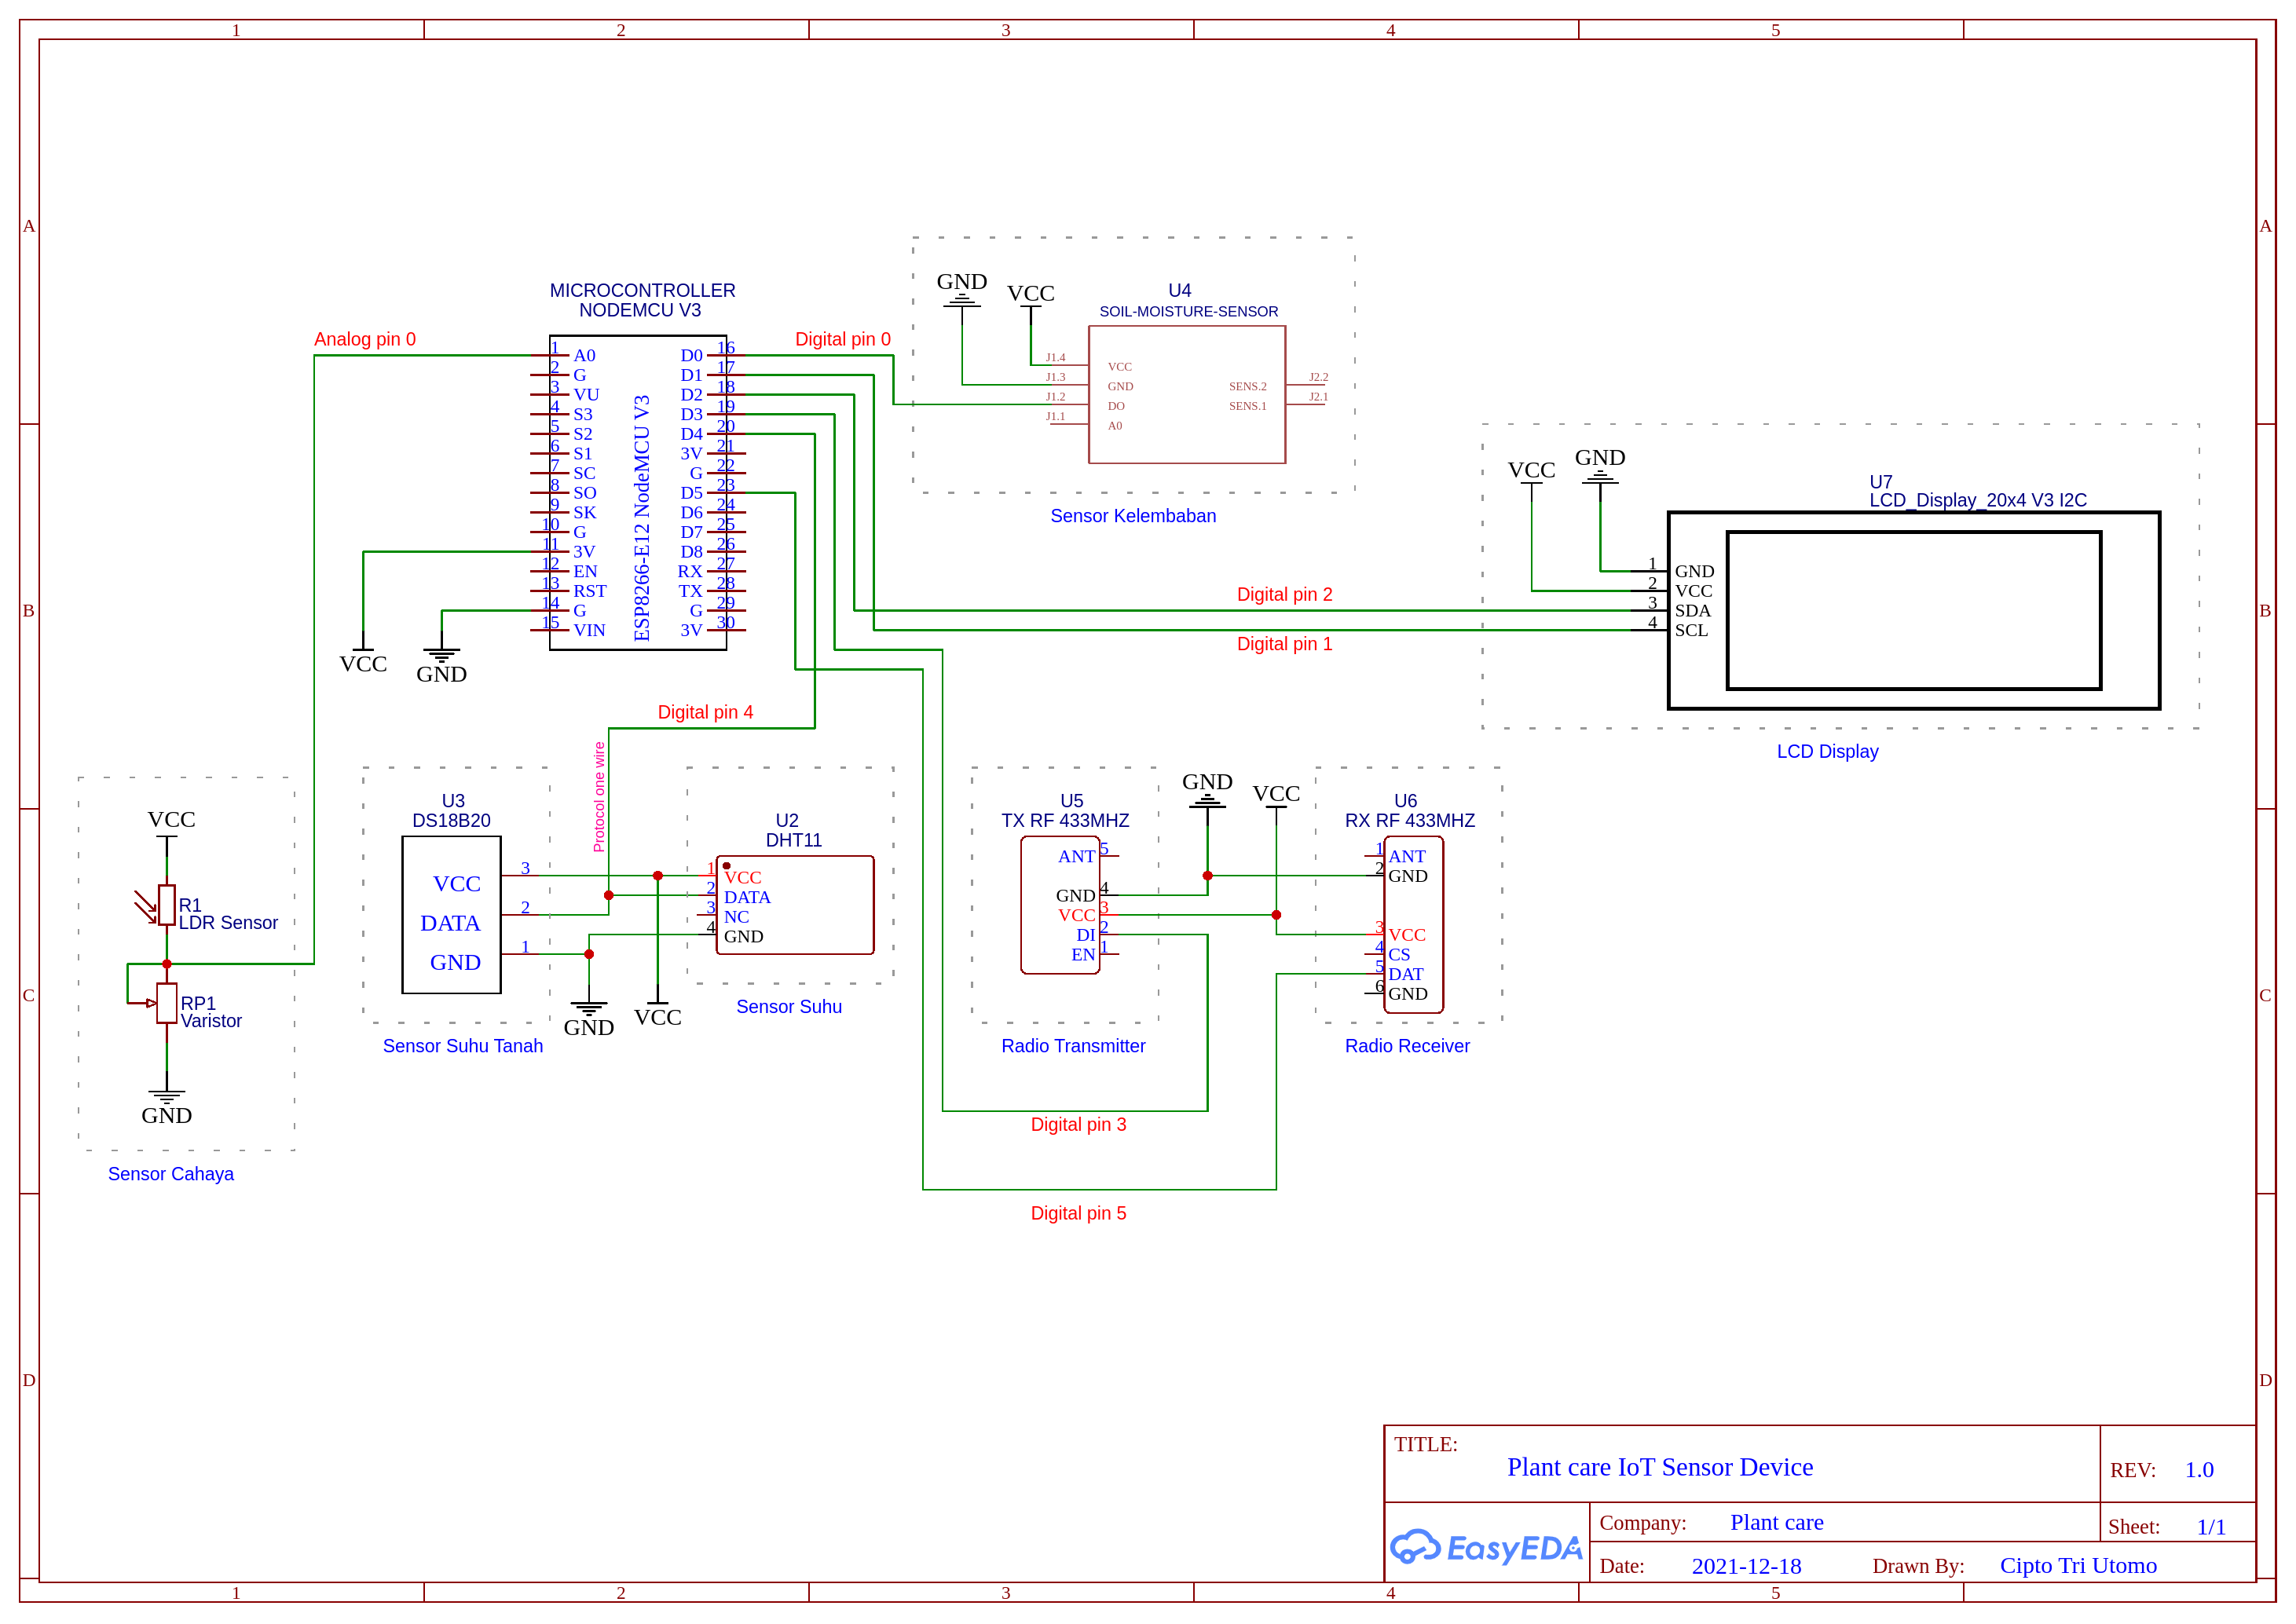 1 2 3 4 5
A A
B B
C C
D D
MICROCONTROLLER
NODEMCU V3
Analog pin 0
Digital pin 0
1 A0 D0 16
2 G D1 17
3 VU D2 18
4 S3 D3 19
5 S2 D4 20
6 S1 3V 21
7 SC G 22
8 SO D5 23
9 SK D6 24
10 G D7 25
11 3V D8 26
12 EN RX 27
13 RST TX 28
14 G G 29
15 VIN 3V 30
ESP8266-E12 NodeMCU V3
VCC
GND
GND
VCC
U4
SOIL-MOISTURE-SENSOR
J1.4 VCC
J1.3 GND SENS.2 J2.2
J1.2 DO SENS.1 J2.1
J1.1 A0
Sensor Kelembaban
VCC
GND
U7
LCD_Display_20x4 V3 I2C
1 GND
2 VCC
3 SDA
4 SCL
Digital pin 2
Digital pin 1
LCD Display
Digital pin 4
Protocol one wire
VCC
R1
LDR Sensor
RP1
Varistor
GND
Sensor Cahaya
U3
DS18B20
VCC 3
DATA 2
GND 1
Sensor Suhu Tanah
GND
VCC
U2
DHT11
1 VCC
2 DATA
3 NC
4 GND
Sensor Suhu
U5
TX RF 433MHZ
ANT 5
GND 4
VCC 3
DI 2
EN 1
Radio Transmitter
GND
VCC
U6
RX RF 433MHZ
1 ANT
2 GND
3 VCC
4 CS
5 DAT
6 GND
Radio Receiver
Digital pin 3
Digital pin 5
TITLE:
Plant care IoT Sensor Device
REV: 1.0
EasyEDA
Company: Plant care
Sheet: 1/1
Date: 2021-12-18
Drawn By: Cipto Tri Utomo
1 2 3 4 5